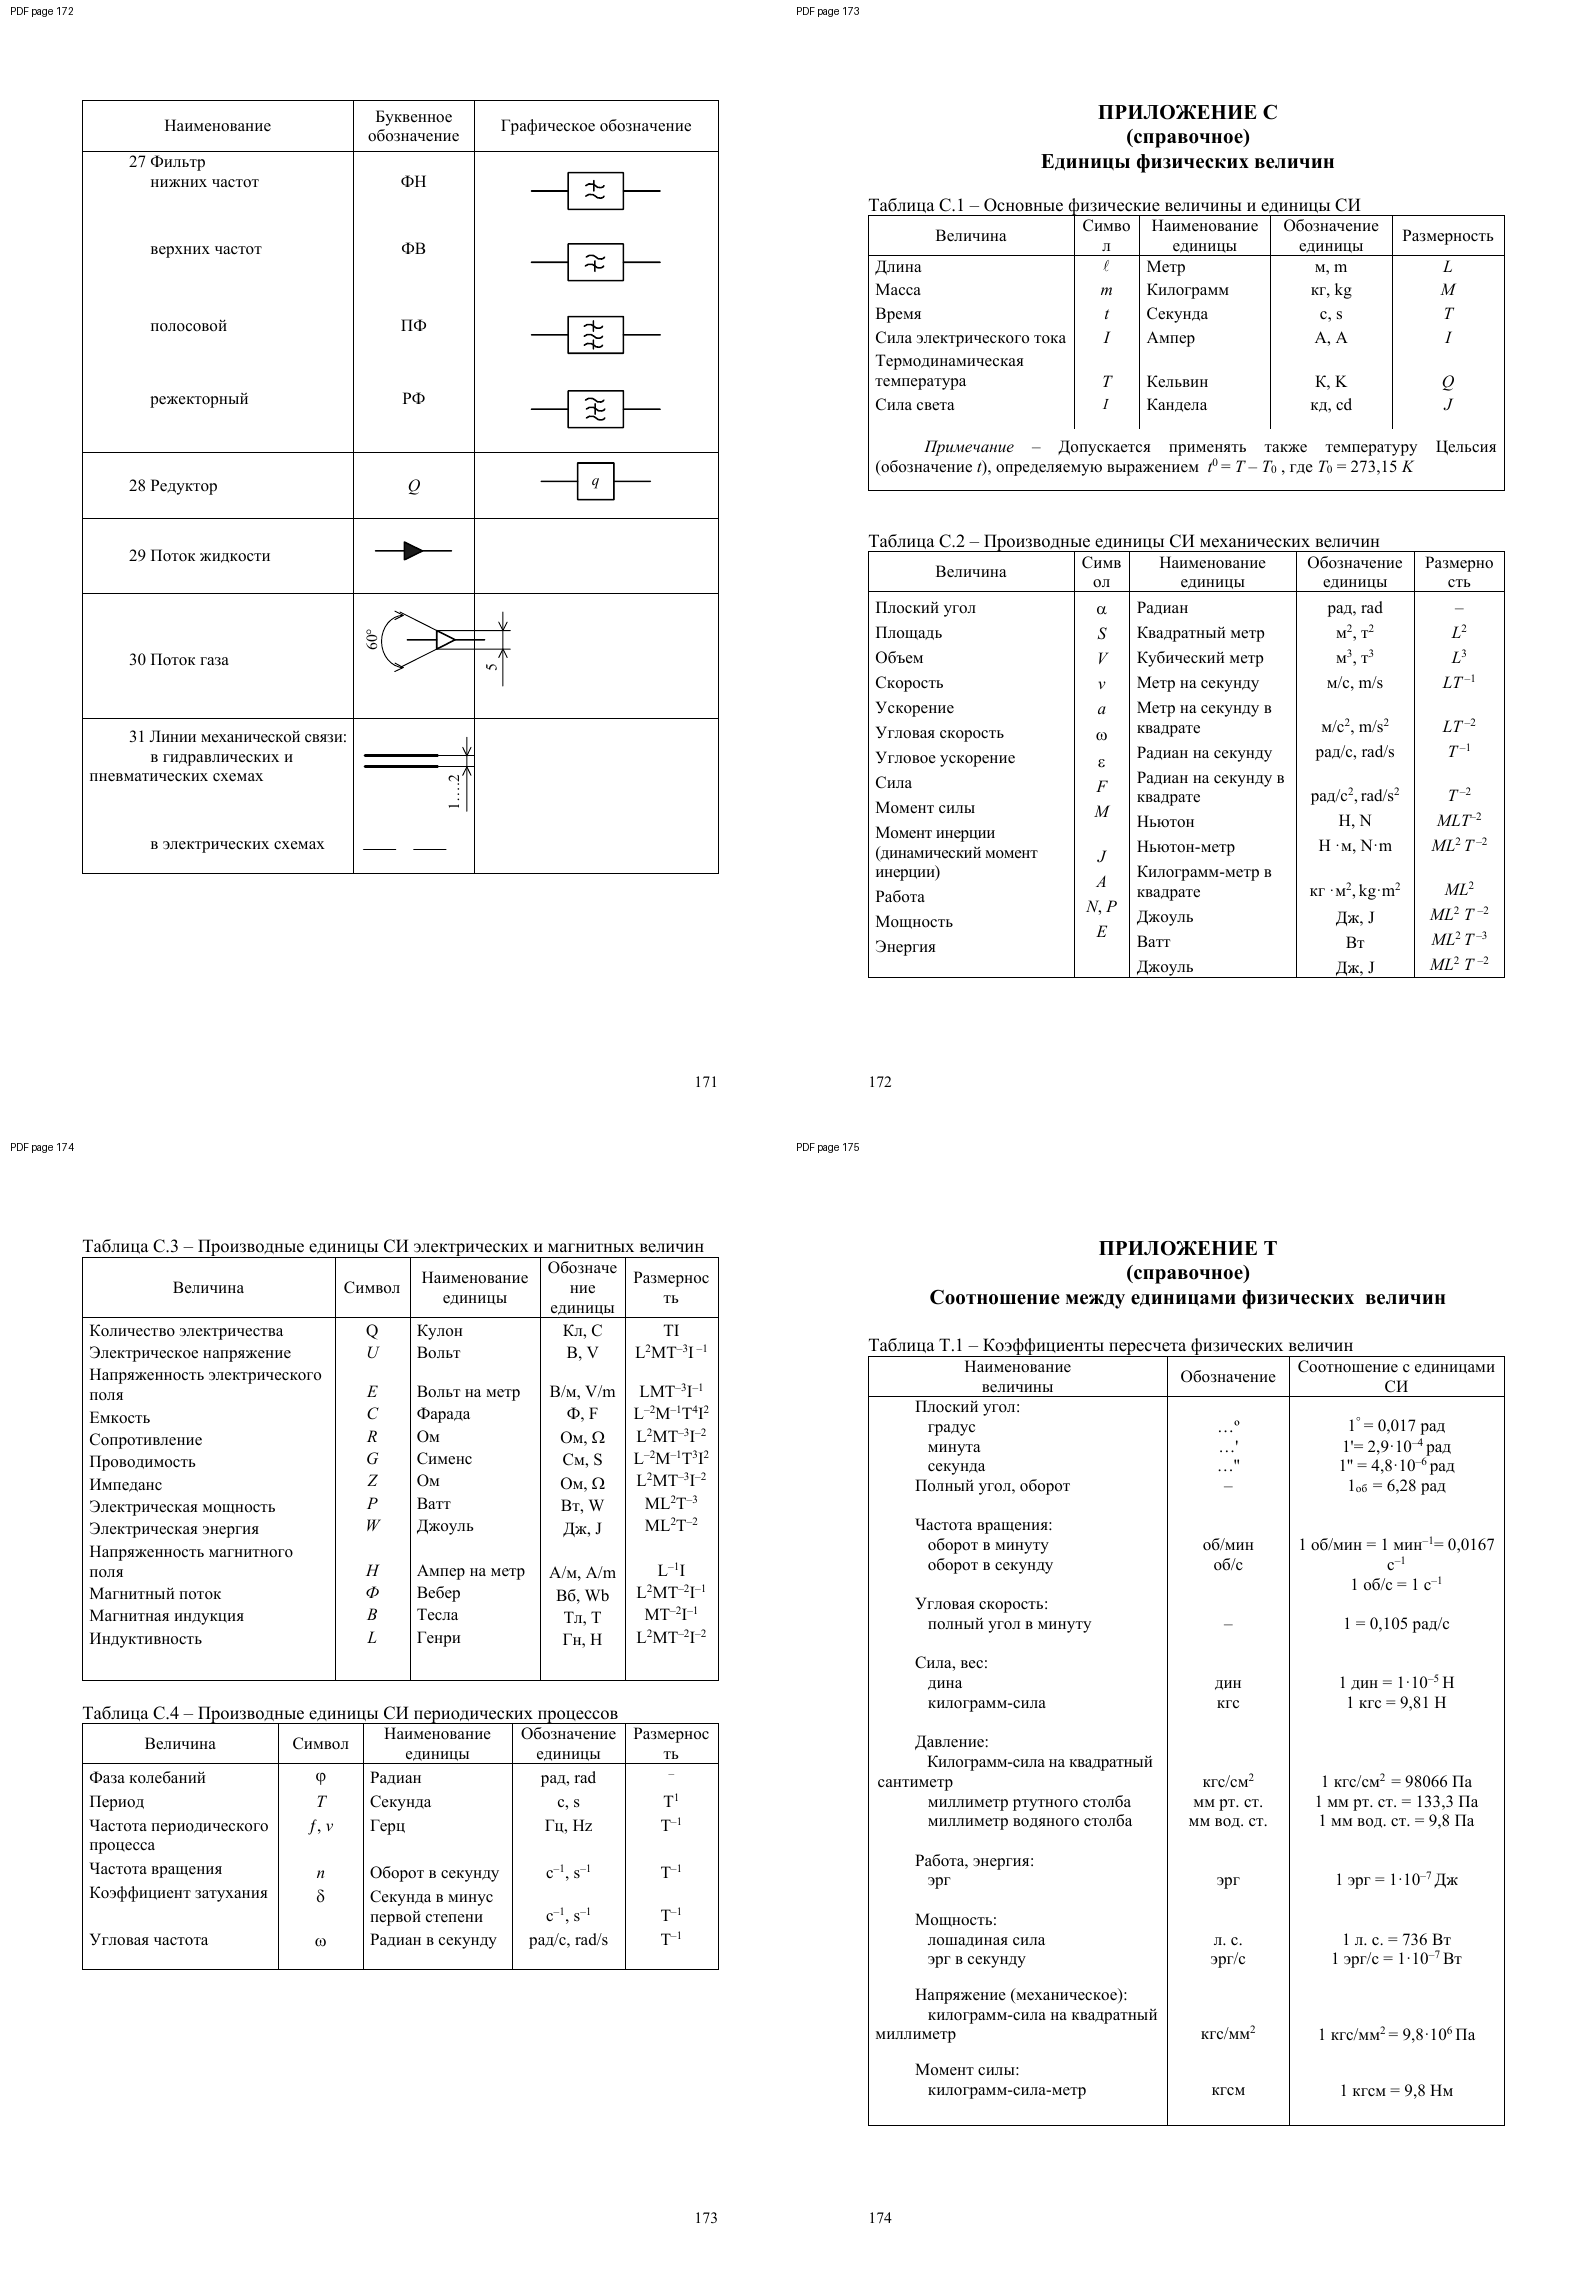 PDF page 172
Наименование	Буквенное обозначение	Графическое обозначение
27 Фильтр
нижних частот	ФН
верхних частот	ФВ
полосовой	ПФ
режекторный	РФ
28 Редуктор	Q	q
29 Поток жидкости
30 Поток газа	60°	5
31 Линии механической связи:
в гидравлических и
пневматических схемах	1….2
в электрических схемах
171
PDF page 173
ПРИЛОЖЕНИЕ С
(справочное)
Единицы физических величин
Таблица С.1 – Основные физические величины и единицы СИ
Величина	Симво л	Наименование единицы	Обозначение единицы	Размерность
Длина	ℓ	Метр	м, m	L
Масса	m	Килограмм	кг, kg	M
Время	t	Секунда	с, s	T
Сила электрического тока	I	Ампер	А, А	I
Термодинамическая
температура	T	Кельвин	К, К	Q
Сила света	I	Кандела	кд, cd	J
Примечание – Допускается применять также температуру Цельсия
(обозначение t), определяемую выражением t⁰ = T – T₀ , где T₀ = 273,15 K
Таблица С.2 – Производные единицы СИ механических величин
Величина	Симв ол	Наименование единицы	Обозначение единицы	Размерно сть
Плоский угол	α	Радиан	рад, rad	–
Площадь	S	Квадратный метр	м², т²	L²
Объем	V	Кубический метр	м³, т³	L³
Скорость	v	Метр на секунду	м/с, m/s	LT⁻¹
Ускорение	a	Метр на секунду в квадрате	м/с², m/s²	LT⁻²
Угловая скорость	ω	Радиан на секунду	рад/с, rad/s	T⁻¹
Угловое ускорение	ε	Радиан на секунду в квадрате	рад/с², rad/s²	T⁻²
Сила	F	Ньютон	Н, N	MLT⁻²
Момент силы	M	Ньютон-метр	Н ·м, N·m	ML² T⁻²
Момент инерции
(динамический момент
инерции)	J	Килограмм-метр в квадрате	кг ·м², kg·m²	ML²
Работа	A	Джоуль	Дж, J	ML² T⁻²
Мощность	N, P	Ватт	Вт	ML² T⁻³
Энергия	E	Джоуль	Дж, J	ML² T⁻²
172
PDF page 174
Таблица С.3 – Производные единицы СИ электрических и магнитных величин
Величина	Символ	Наименование единицы	Обозначе ние единицы	Размернос ть
Количество электричества	Q	Кулон	Кл, C	TI
Электрическое напряжение	U	Вольт	В, V	L²MT⁻³I⁻¹
Напряженность электрического
поля	E	Вольт на метр	В/м, V/m	LMT⁻³I⁻¹
Емкость	C	Фарада	Ф, F	L⁻²M⁻¹T⁴I²
Сопротивление	R	Ом	Ом, Ω	L²MT⁻³I⁻²
Проводимость	G	Сименс	См, S	L⁻²M⁻¹T³I²
Импеданс	Z	Ом	Ом, Ω	L²MT⁻³I⁻²
Электрическая мощность	P	Ватт	Вт, W	ML²T⁻³
Электрическая энергия	W	Джоуль	Дж, J	ML²T⁻²
Напряженность магнитного
поля	H	Ампер на метр	А/м, A/m	L⁻¹I
Магнитный поток	Ф	Вебер	Вб, Wb	L²MT⁻²I⁻¹
Магнитная индукция	B	Тесла	Тл, T	MT⁻²I⁻¹
Индуктивность	L	Генри	Гн, H	L²MT⁻²I⁻²
Таблица С.4 – Производные единицы СИ периодических процессов
Величина	Символ	Наименование единицы	Обозначение единицы	Размернос ть
Фаза колебаний	φ	Радиан	рад, rad	–
Период	T	Секунда	с, s	T¹
Частота периодического
процесса	f, v	Герц	Гц, Hz	T⁻¹
Частота вращения	n	Оборот в секунду	с⁻¹, s⁻¹	T⁻¹
Коэффициент затухания	δ	Секунда в минус
первой степени	с⁻¹, s⁻¹	T⁻¹
Угловая частота	ω	Радиан в секунду	рад/с, rad/s	T⁻¹
173
PDF page 175
ПРИЛОЖЕНИЕ Т
(справочное)
Соотношение между единицами физических величин
Таблица Т.1 – Коэффициенты пересчета физических величин
Наименование величины	Обозначение	Соотношение с единицами СИ
Плоский угол:
градус	…º	1° = 0,017 рад
минута	…'	1'= 2,9·10⁻⁴ рад
секунда	…"	1" = 4,8·10⁻⁶ рад
Полный угол, оборот	–	1об = 6,28 рад
Частота вращения:
оборот в минуту	об/мин	1 об/мин = 1 мин⁻¹= 0,0167 с⁻¹
оборот в секунду	об/с	1 об/с = 1 с⁻¹
Угловая скорость:
полный угол в минуту	–	1 = 0,105 рад/с
Сила, вес:
дина	дин	1 дин = 1·10⁻⁵ Н
килограмм-сила	кгс	1 кгс = 9,81 Н
Давление:
Килограмм-сила на квадратный
сантиметр	кгс/см²	1 кгс/см² = 98066 Па
миллиметр ртутного столба	мм рт. ст.	1 мм рт. ст. = 133,3 Па
миллиметр водяного столба	мм вод. ст.	1 мм вод. ст. = 9,8 Па
Работа, энергия:
эрг	эрг	1 эрг = 1·10⁻⁷ Дж
Мощность:
лошадиная сила	л. с.	1 л. с. = 736 Вт
эрг в секунду	эрг/с	1 эрг/с = 1·10⁻⁷ Вт
Напряжение (механическое):
килограмм-сила на квадратный
миллиметр	кгс/мм²	1 кгс/мм² = 9,8·10⁶ Па
Момент силы:
килограмм-сила-метр	кгсм	1 кгсм = 9,8 Нм
174